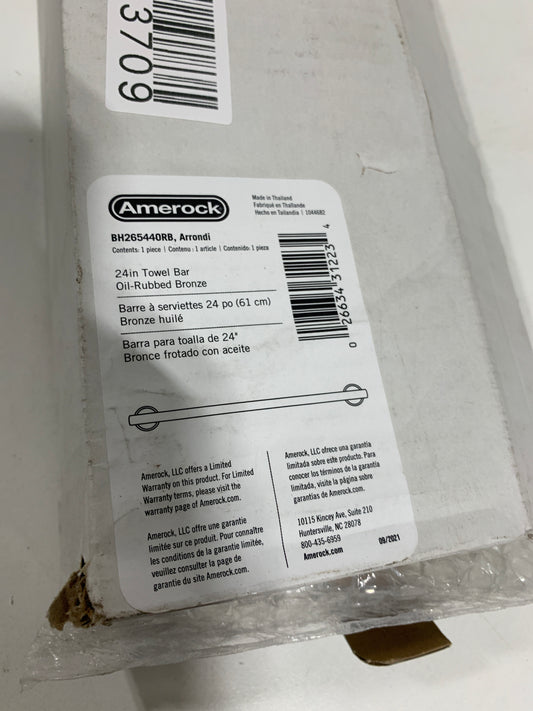 3709
Amerock
Made in Thailand
Fabriqué en Thaïlande
Hecho en Tailandia | 1044682
BH26544ORB, Arrondi
Contents: 1 piece | Contenu : 1 article | Contenido: 1 pieza
24in Towel Bar
Oil-Rubbed Bronze
Barre à serviettes 24 po (61 cm)
Bronze huilé
Barra para toalla de 24"
Bronce frotado con aceite
0 26634 31223 4
Amerock, LLC offers a Limited
Warranty on this product. For Limited
Warranty terms, please visit the
warranty page of Amerock.com.
Amerock, LLC offre une garantie
limitée sur ce produit. Pour connaître
les conditions de la garantie limitée,
veuillez consulter la page de
garantie du site Amerock.com.
Amerock, LLC ofrece una garantía
limitada sobre este producto. Para
conocer los términos de la garantía
limitada, visite la página sobre
garantías de Amerock.com.
10115 Kincey Ave, Suite 210
Huntersville, NC 28078
800-435-6959
Amerock.com
09/2021